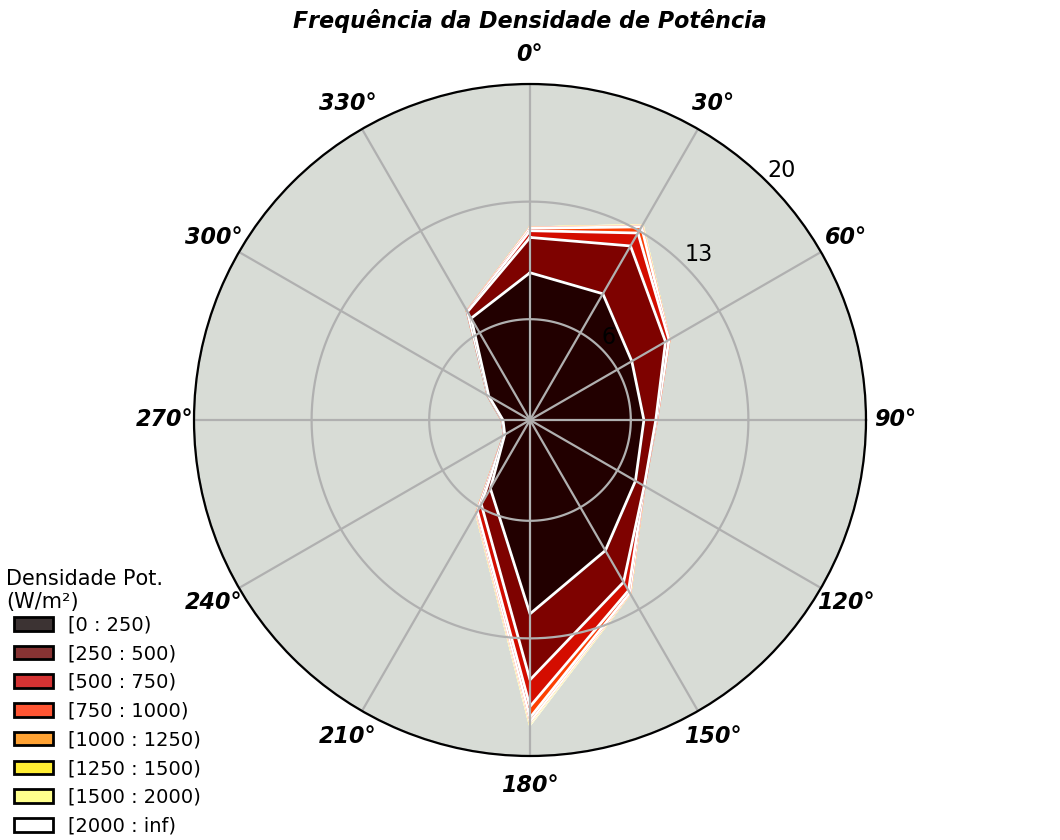 Frequência da Densidade de Potência
0°
330°
30°
20
300°
60°
13
6
270°
90°
Densidade Pot.
(W/m²)
240°
120°
[0 : 250)
[250 : 500)
[500 : 750)
[750 : 1000)
210°
150°
[1000 : 1250)
[1250 : 1500)
180°
[1500 : 2000)
[2000 : inf)